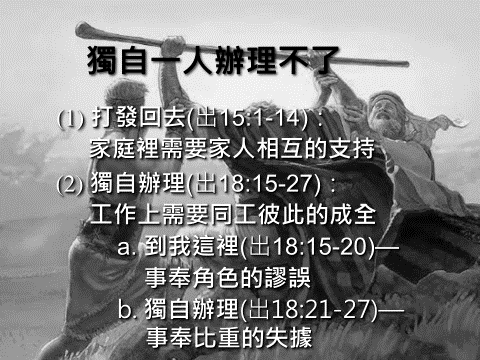 獨自一人辦理不了
(1) 打發回去(出15:1-14)：
家庭裡需要家人相互的支持
(2) 獨自辦理(出18:15-27)：
工作上需要同工彼此的成全
a. 到我這裡(出18:15-20)—
事奉角色的謬誤
b. 獨自辦理(出18:21-27)—
事奉比重的失據